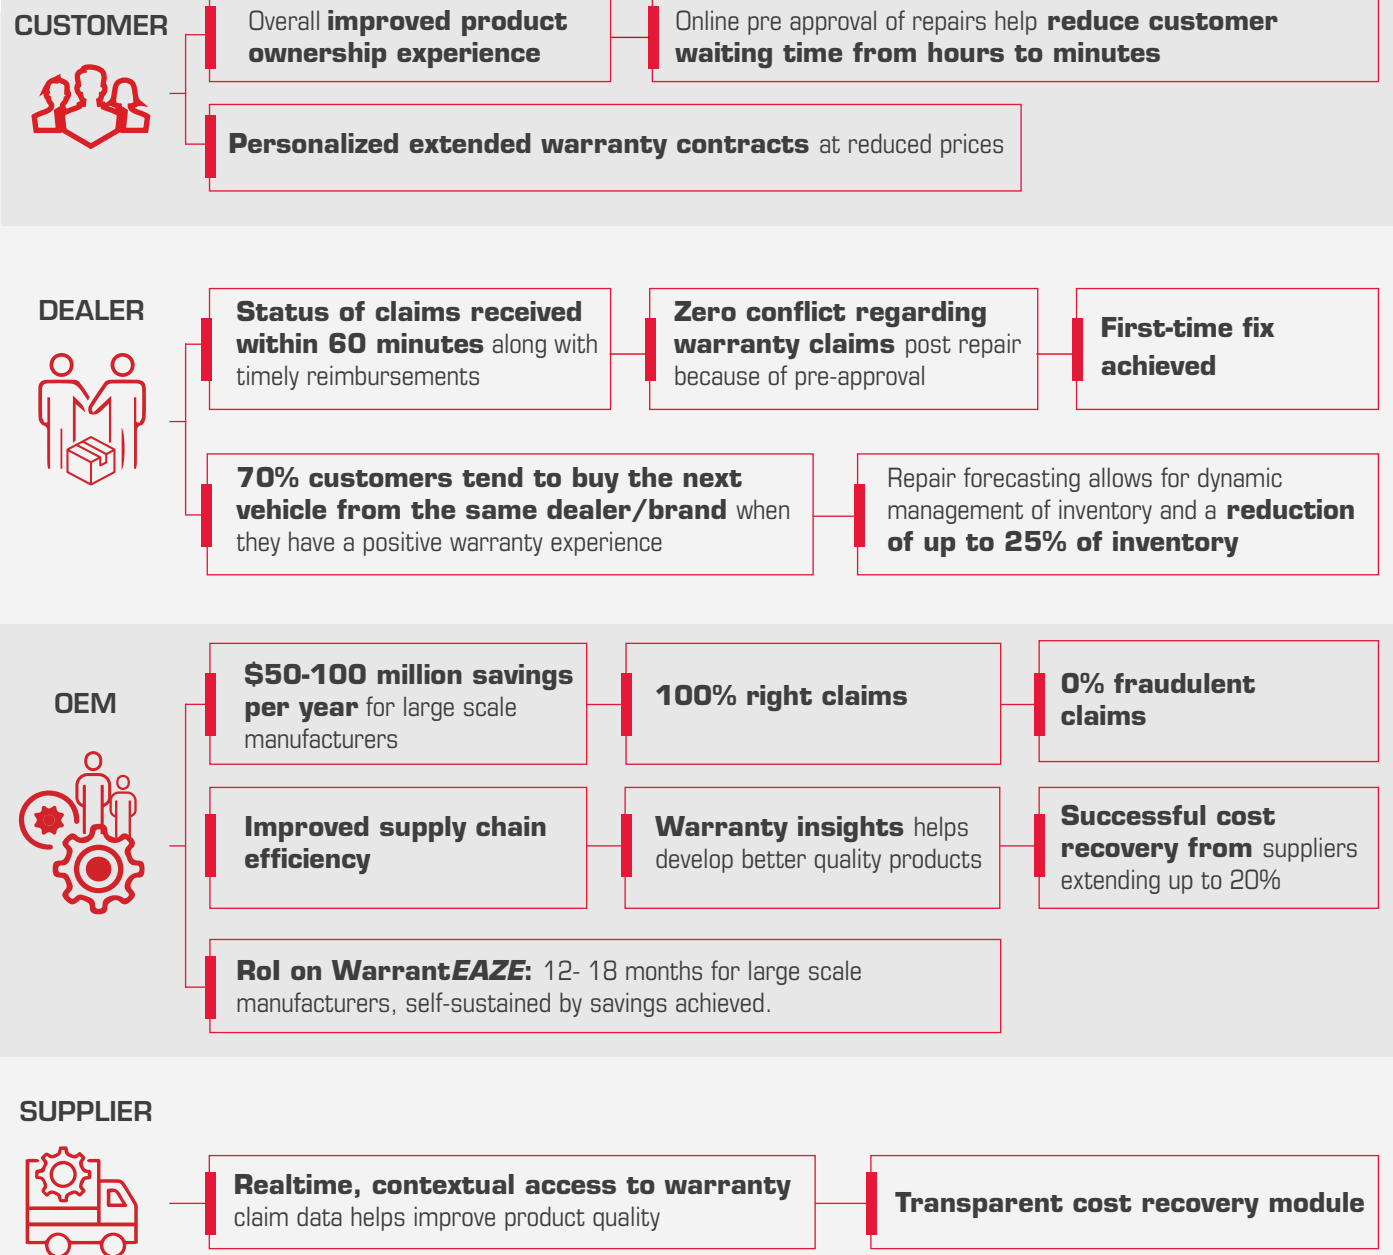 CUSTOMER
Overall improved product
ownership experience
Online pre approval of repairs help reduce customer
waiting time from hours to minutes
Personalized extended warranty contracts at reduced prices
DEALER
Status of claims received
within 60 minutes along with
timely reimbursements
Zero conflict regarding
warranty claims post repair
because of pre-approval
First-time fix
achieved
70% customers tend to buy the next
vehicle from the same dealer/brand when
they have a positive warranty experience
Repair forecasting allows for dynamic
management of inventory and a reduction
of up to 25% of inventory
OEM
$50-100 million savings
per year for large scale
manufacturers
100% right claims
0% fraudulent
claims
Improved supply chain
efficiency
Warranty insights helps
develop better quality products
Successful cost
recovery from suppliers
extending up to 20%
RoI on WarrantEAZE: 12- 18 months for large scale
manufacturers, self-sustained by savings achieved.
SUPPLIER
Realtime, contextual access to warranty
claim data helps improve product quality
Transparent cost recovery module